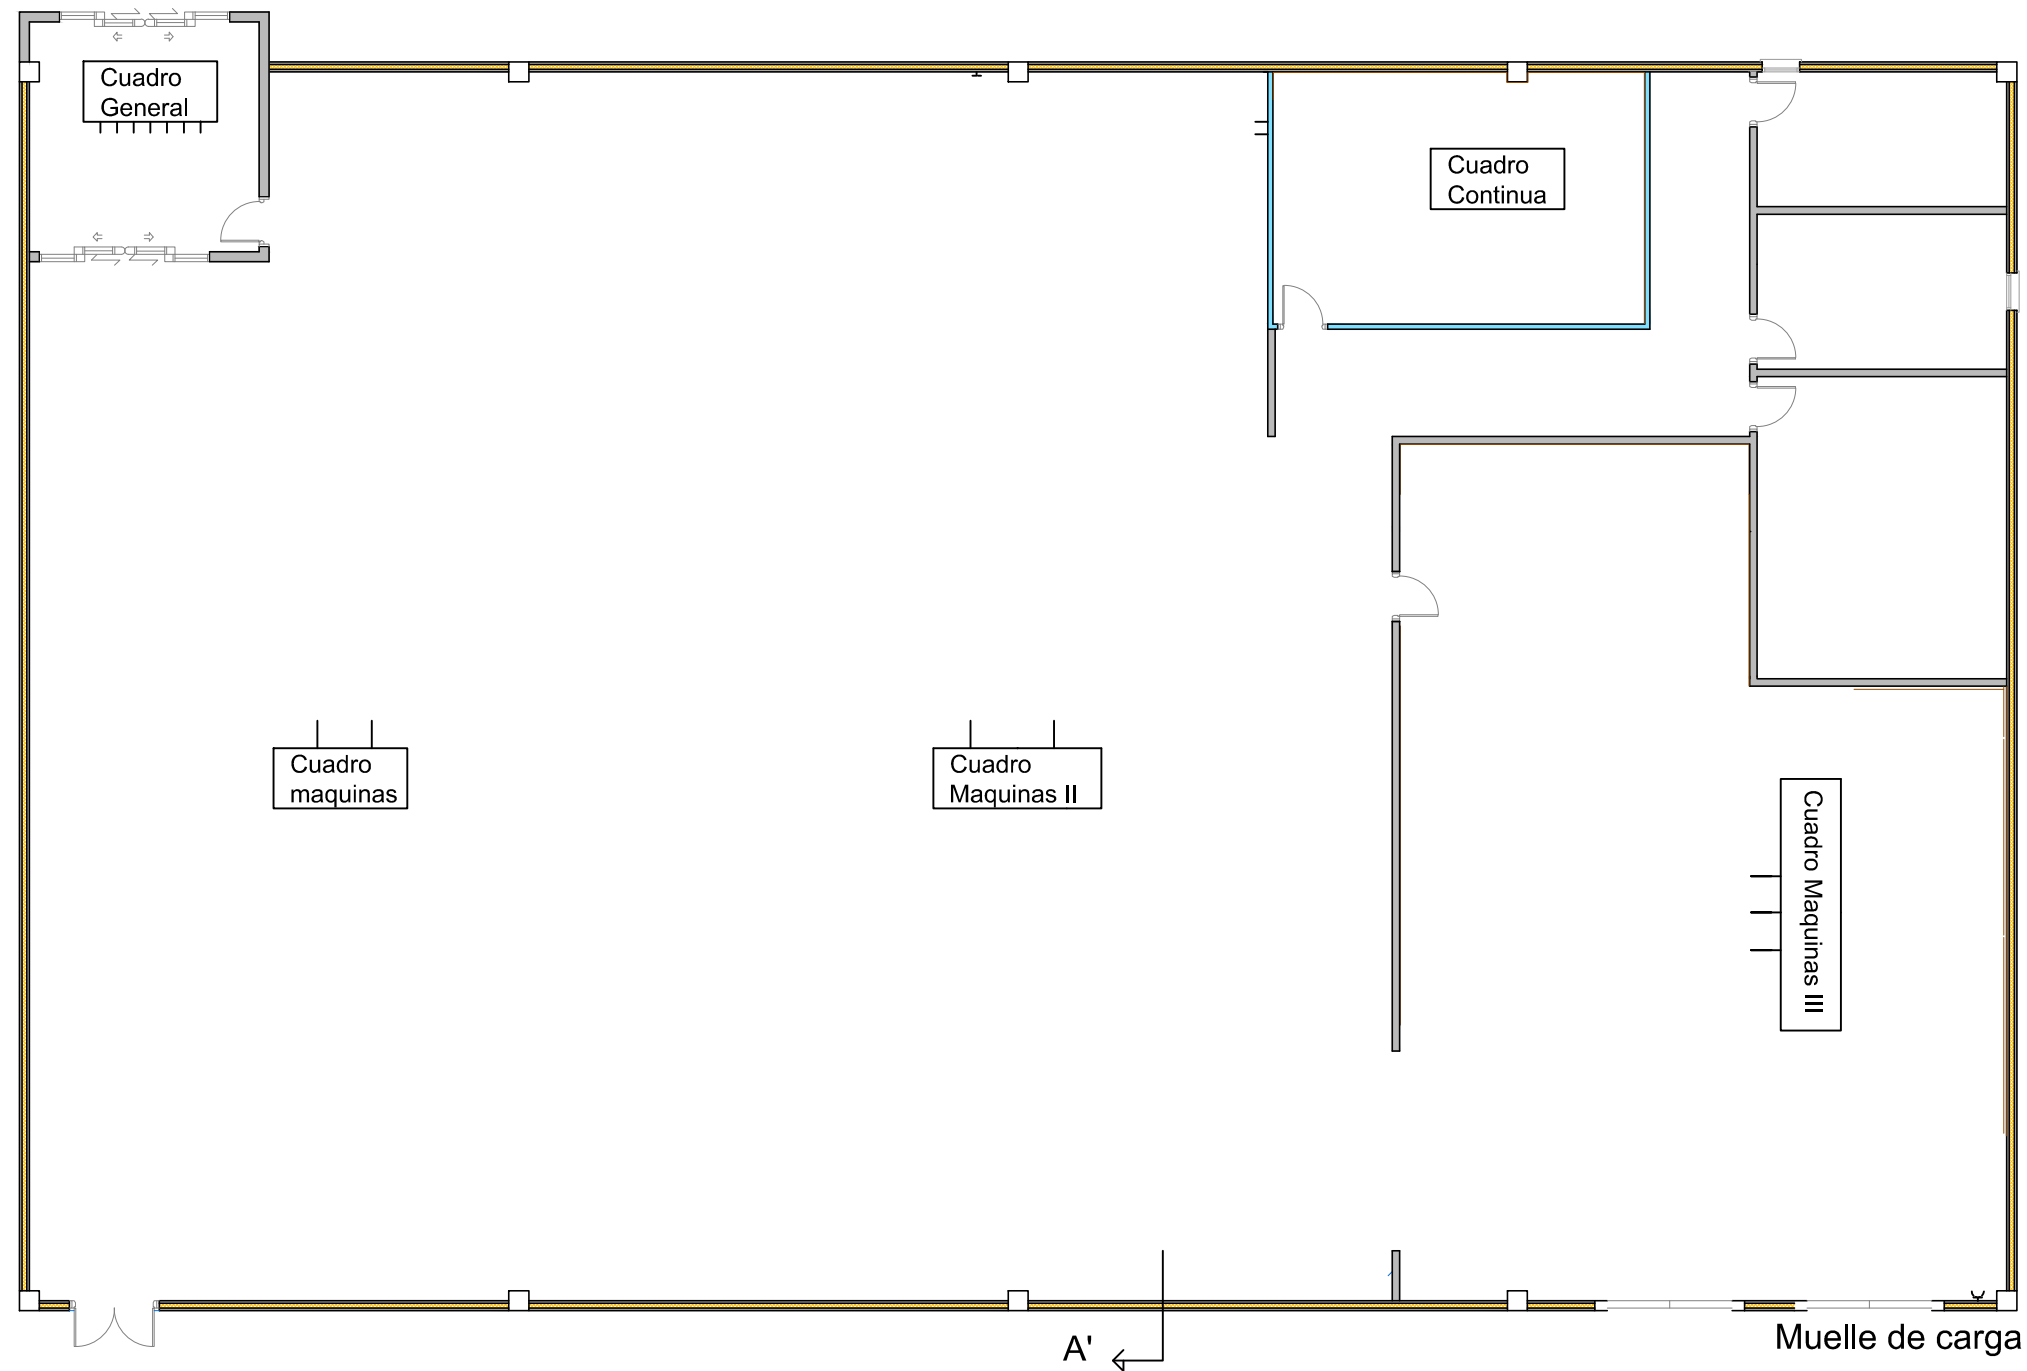 Cuadro
General
Cuadro
Continua
Cuadro
maquinas
Cuadro
Maquinas II
Cuadro Maquinas III
A'
Muelle de carga